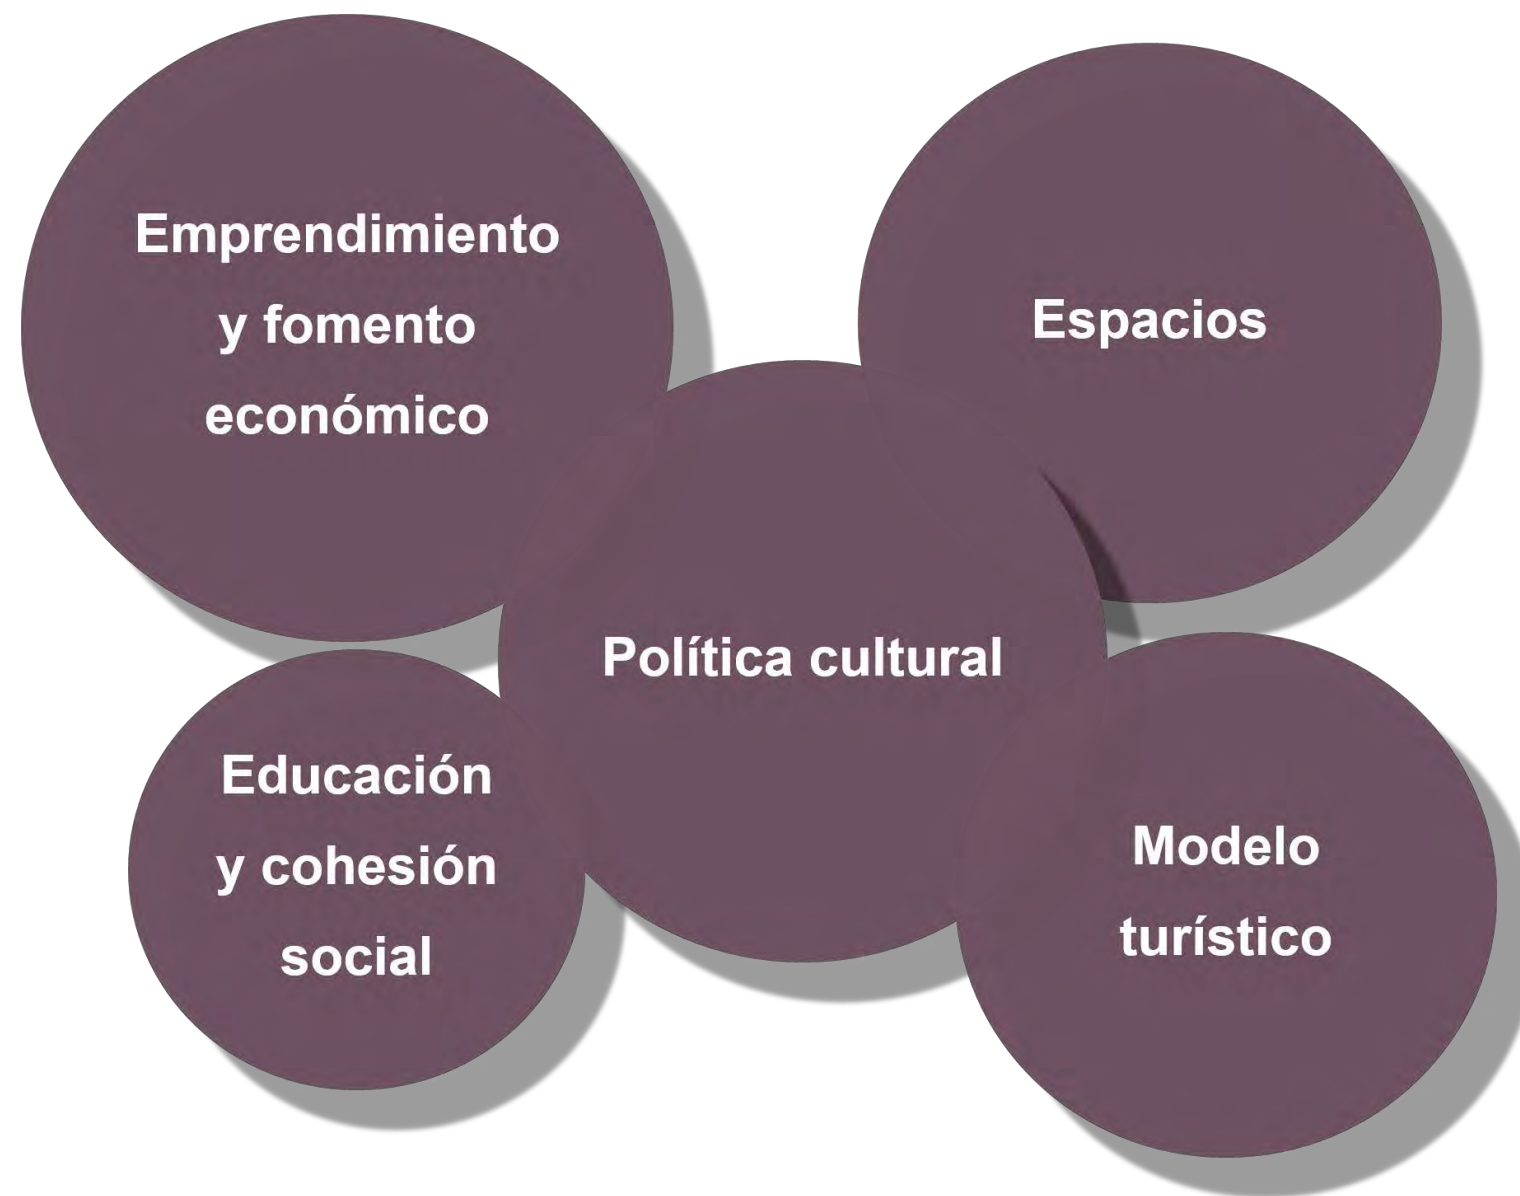 Emprendimiento
y fomento
económico
Espacios
Política cultural
Educación
y cohesión
social
Modelo
turístico